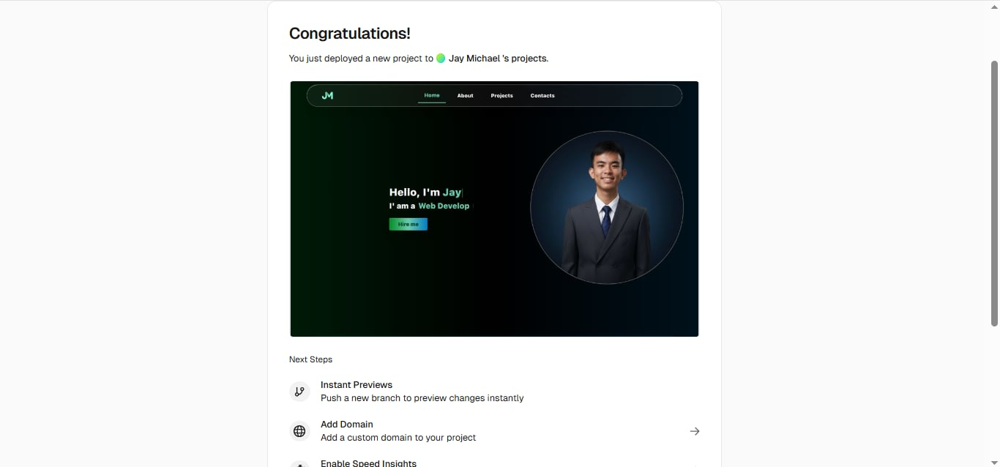 Congratulations!
You just deployed a new project to Jay Michael 's projects.
JM
Home About Projects Contacts
Hello, I'm Jay|
I' am a Web Develop
Hire me
Next Steps
Instant Previews
Push a new branch to preview changes instantly
Add Domain
Add a custom domain to your project
Enable Speed Insights